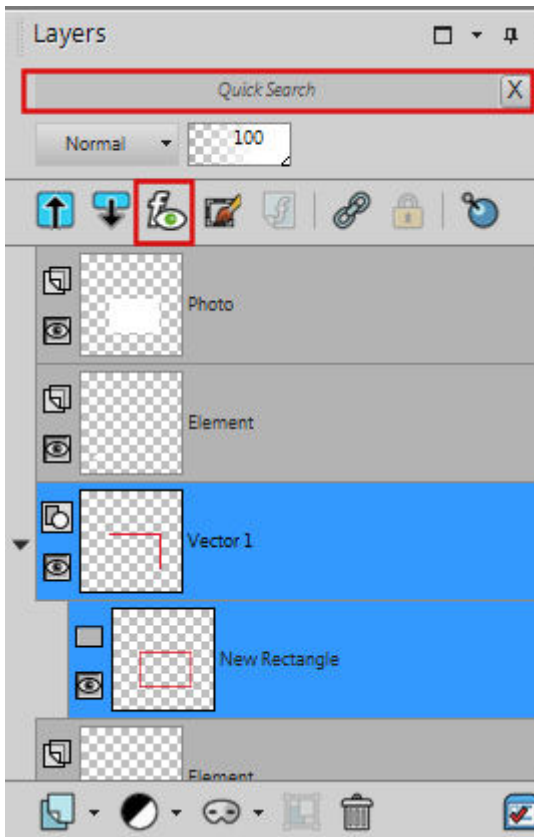 Layers
Quick Search
X
Normal
100
Photo
Element
Vector 1
New Rectangle
Element